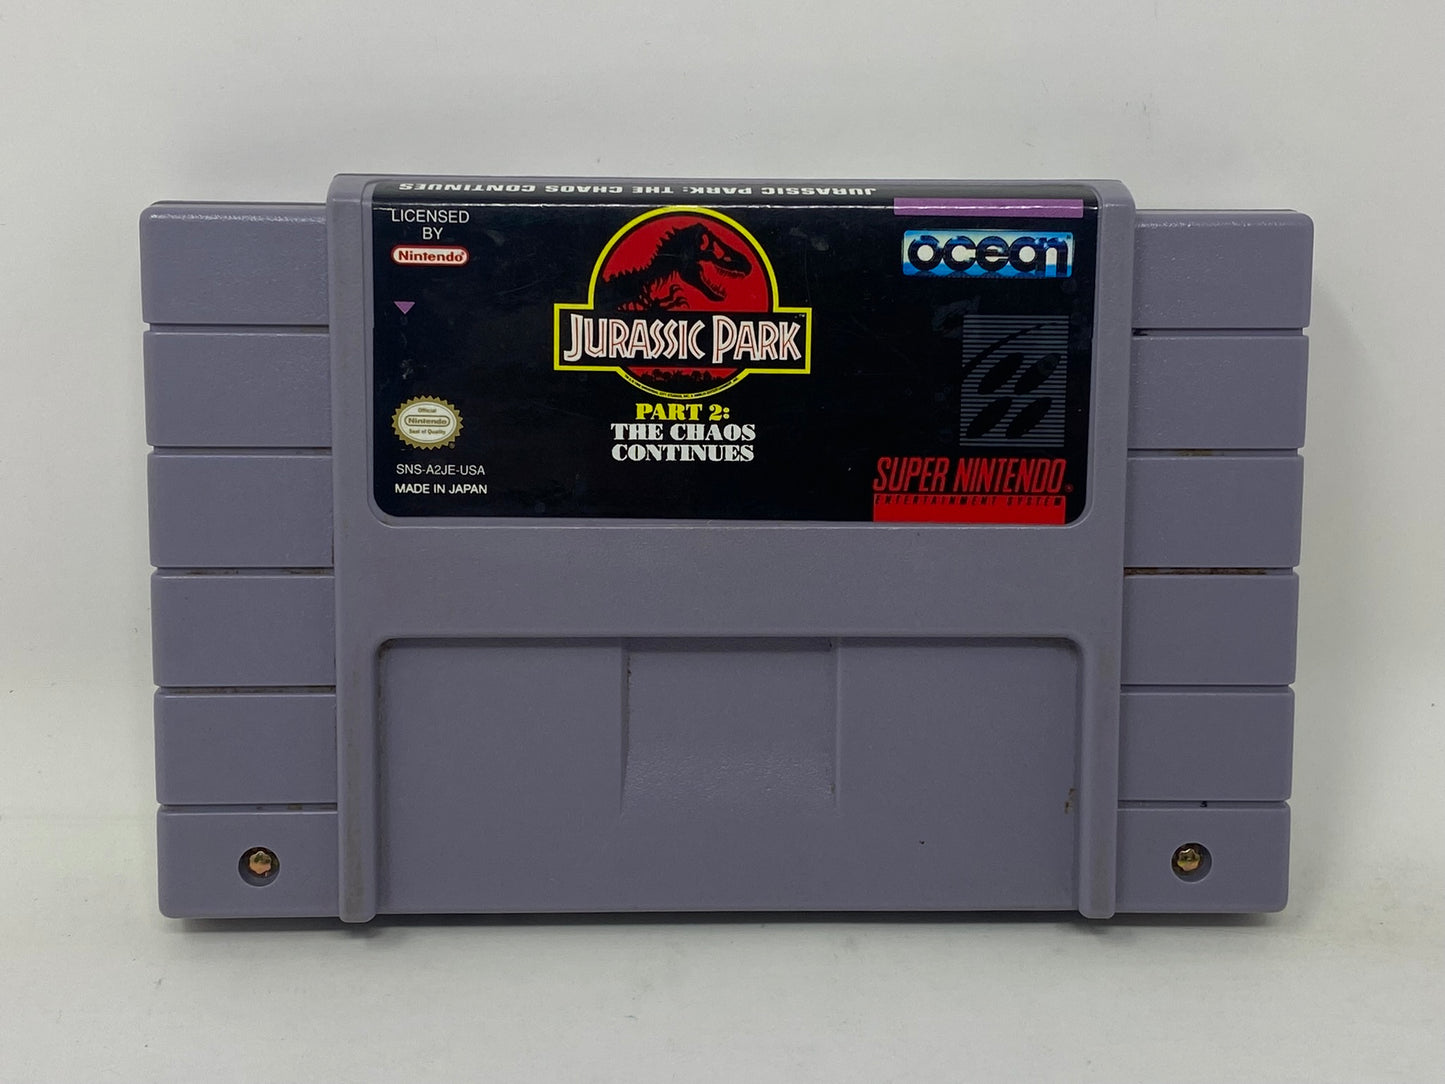 JURASSIC PARK: THE CHAOS CONTINUES
LICENSED
BY
Nintendo®
ocean
JURASSIC PARK
PART 2:
THE CHAOS
CONTINUES
Official
Nintendo
Seal of Quality
SNS-A2JE-USA
MADE IN JAPAN
SUPER NINTENDO®
ENTERTAINMENT SYSTEM